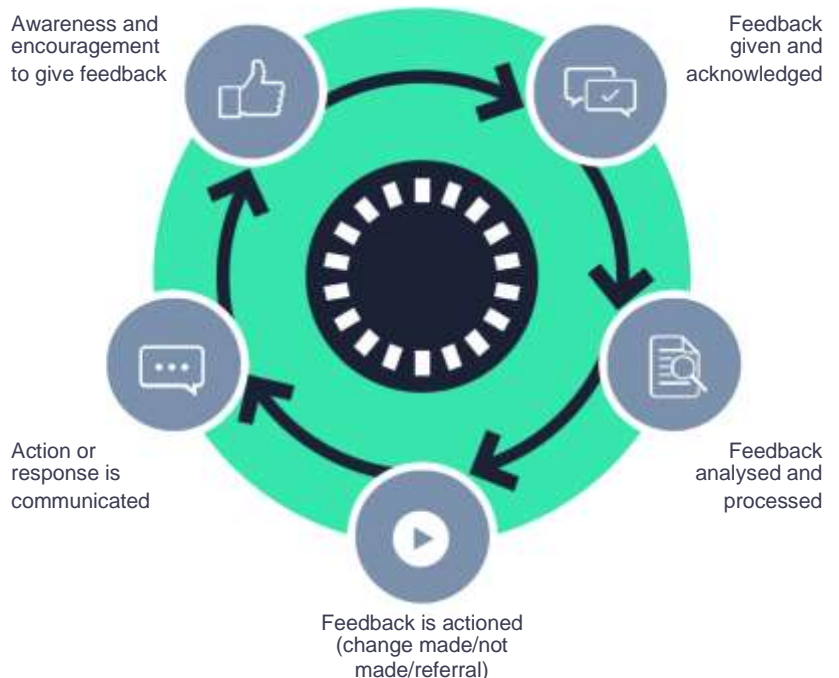 Awareness and
encouragement
to give feedback
Feedback
given and
acknowledged
Feedback
analysed and
processed
Feedback is actioned
(change made/not
made/referral)
Action or
response is
communicated